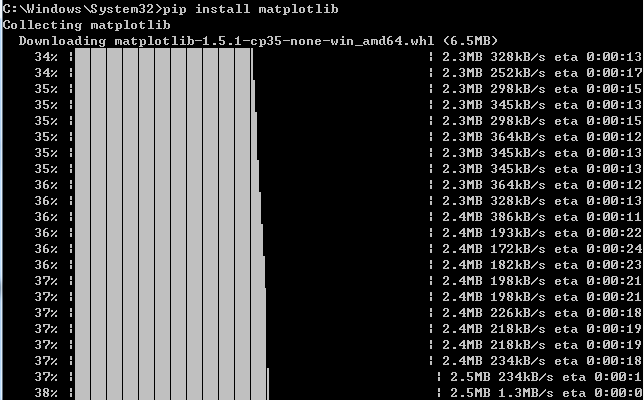 C:\Windows\System32>pip install matplotlib
Collecting matplotlib
Downloading matplotlib-1.5.1-cp35-none-win_amd64.whl (6.5MB)
34% |                                | 2.3MB 328kB/s eta 0:00:13
34% |                                | 2.3MB 252kB/s eta 0:00:17
35% |                                | 2.3MB 298kB/s eta 0:00:15
35% |                                | 2.3MB 345kB/s eta 0:00:13
35% |                                | 2.3MB 298kB/s eta 0:00:15
35% |                                | 2.3MB 364kB/s eta 0:00:12
35% |                                | 2.3MB 345kB/s eta 0:00:13
35% |                                | 2.3MB 345kB/s eta 0:00:13
36% |                                | 2.3MB 364kB/s eta 0:00:12
36% |                                | 2.3MB 328kB/s eta 0:00:13
36% |                                | 2.4MB 386kB/s eta 0:00:11
36% |                                | 2.4MB 193kB/s eta 0:00:22
36% |                                | 2.4MB 172kB/s eta 0:00:24
36% |                                | 2.4MB 182kB/s eta 0:00:23
37% |                                | 2.4MB 198kB/s eta 0:00:21
37% |                                | 2.4MB 198kB/s eta 0:00:21
37% |                                | 2.4MB 226kB/s eta 0:00:18
37% |                                | 2.4MB 218kB/s eta 0:00:19
37% |                                | 2.4MB 218kB/s eta 0:00:19
37% |                                | 2.4MB 234kB/s eta 0:00:18
37% |                                | 2.5MB 234kB/s eta 0:00:1
38% |                                | 2.5MB 1.3MB/s eta 0:00:0